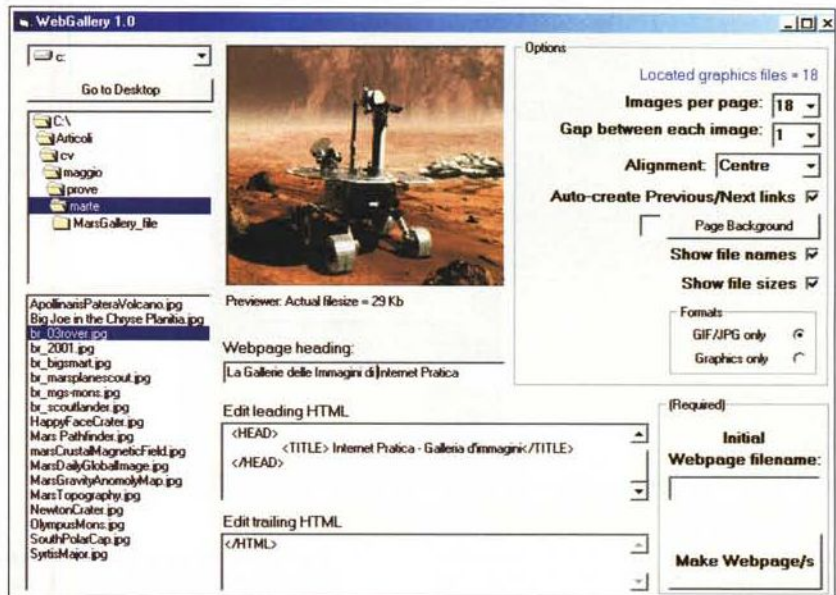 WebGallery 1.0
c:
Go to Desktop
C:\
Articoli
cv
maggio
prove
marte
MarsGallery_file
ApollinarisPateraVolcano.jpg
Big Joe in the Chryse Planitia.jpg
br_03rover.jpg
br_2001.jpg
br_bigsmart.jpg
br_marsplanescout.jpg
br_mgs-mons.jpg
br_scoutlander.jpg
HappyFaceCrater.jpg
Mars Pathfinder.jpg
marsCrustalMagneticField.jpg
MarsDailyGlobalImage.jpg
MarsGravityAnomolyMap.jpg
MarsTopography.jpg
NewtonCrater.jpg
OlympusMons.jpg
SouthPolarCap.jpg
SyrtisMajor.jpg
Previewer: Actual filesize = 29 Kb
Webpage heading:
La Gallerie delle Immagini di Internet Pratica
Edit leading HTML
<HEAD>
<TITLE> Internet Pratica - Galleria d'immagini</TITLE>
</HEAD>
Edit trailing HTML
</HTML>
Options
Located graphics files = 18
Images per page: 18
Gap between each image: 1
Alignment: Centre
Auto-create Previous/Next links
Page Background
Show file names
Show file sizes
Formats
GIF/JPG only
Graphics only
(Required)
Initial
Webpage filename:
Make Webpage/s